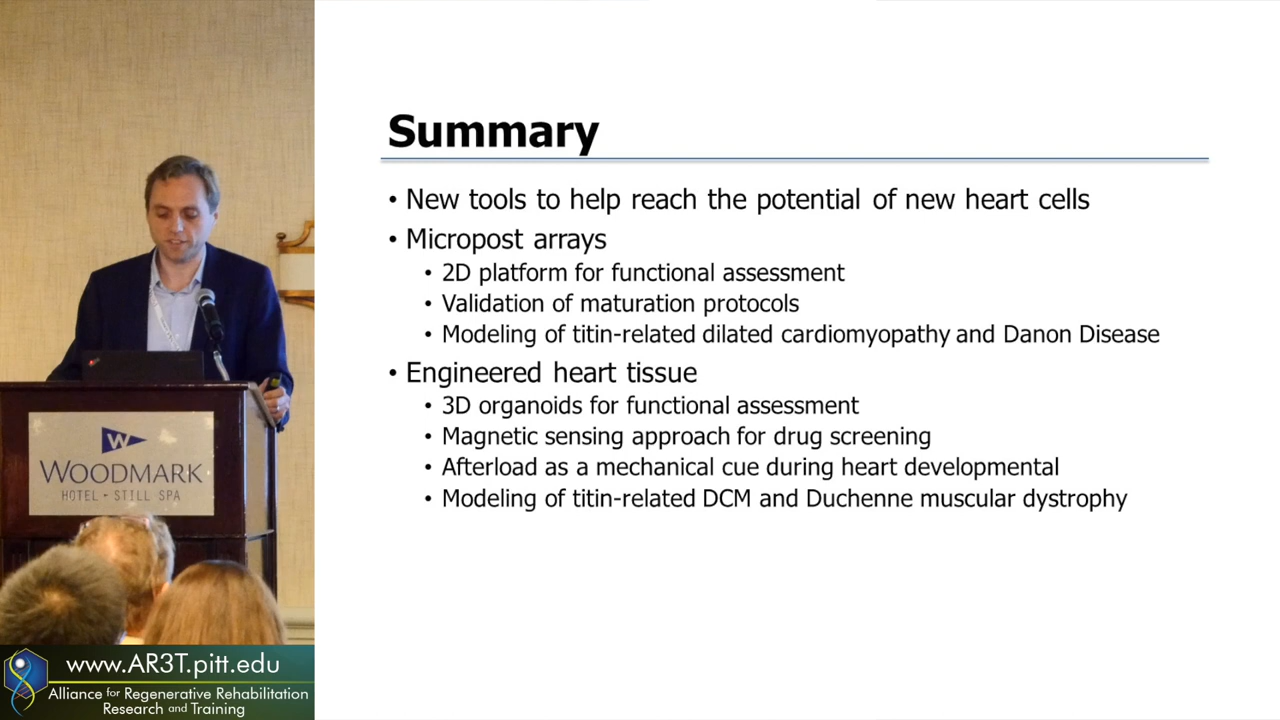 Summary
• New tools to help reach the potential of new heart cells
• Micropost arrays
• 2D platform for functional assessment
• Validation of maturation protocols
• Modeling of titin-related dilated cardiomyopathy and Danon Disease
• Engineered heart tissue
• 3D organoids for functional assessment
• Magnetic sensing approach for drug screening
• Afterload as a mechanical cue during heart developmental
• Modeling of titin-related DCM and Duchenne muscular dystrophy
W
WOODMARK
HOTEL - STILL SPA
www.AR3T.pitt.edu
Alliance for Regenerative Rehabilitation
Research and Training